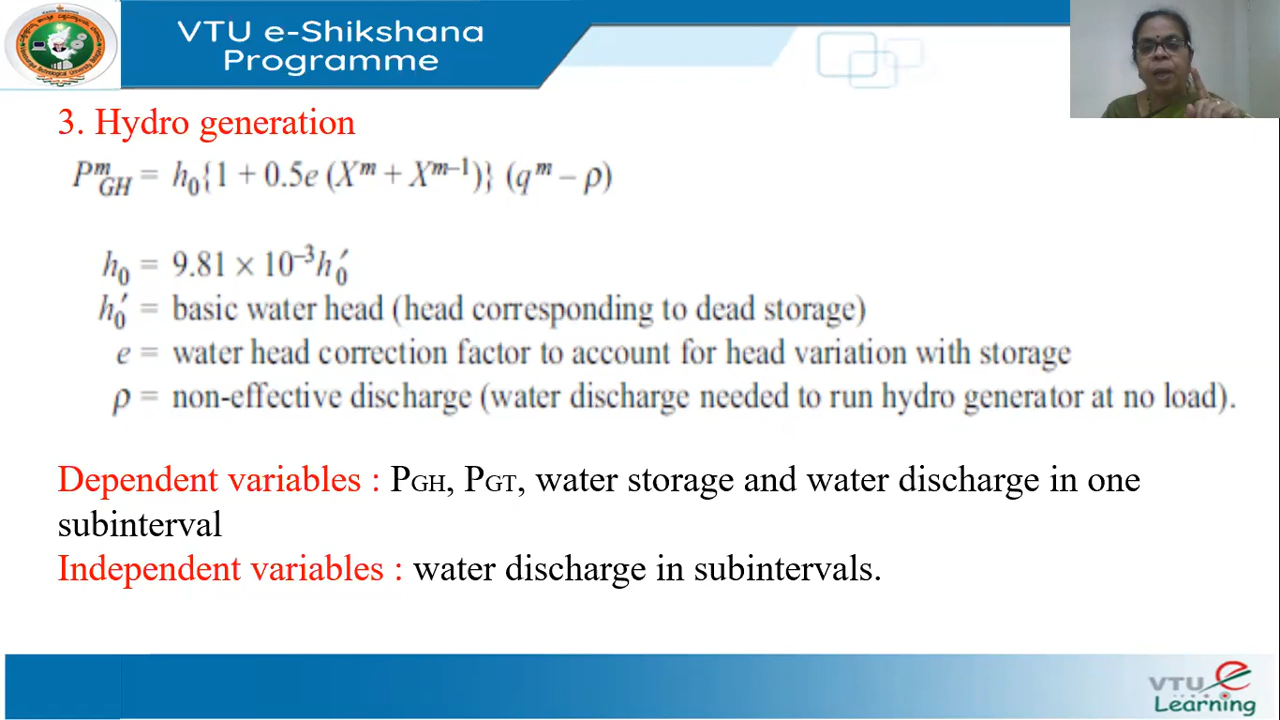 VTU e-Shikshana
Programme
3. Hydro generation
P^m_GH = h₀{1 + 0.5e (X^m + X^m–1)} (q^m – ρ)
h₀ = 9.81 × 10⁻³h₀′
h₀′ = basic water head (head corresponding to dead storage)
e = water head correction factor to account for head variation with storage
ρ = non-effective discharge (water discharge needed to run hydro generator at no load).
Dependent variables : PGH, PGT, water storage and water discharge in one
subinterval
Independent variables : water discharge in subintervals.
VTU e
Learning